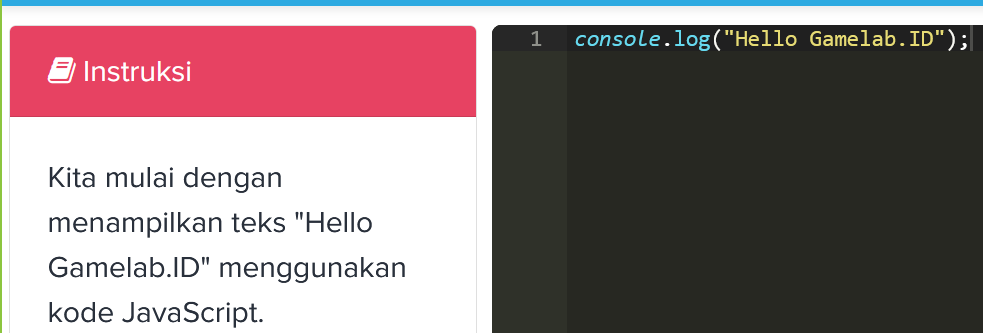 Instruksi
1 console.log("Hello Gamelab.ID");
Kita mulai dengan
menampilkan teks "Hello
Gamelab.ID" menggunakan
kode JavaScript.